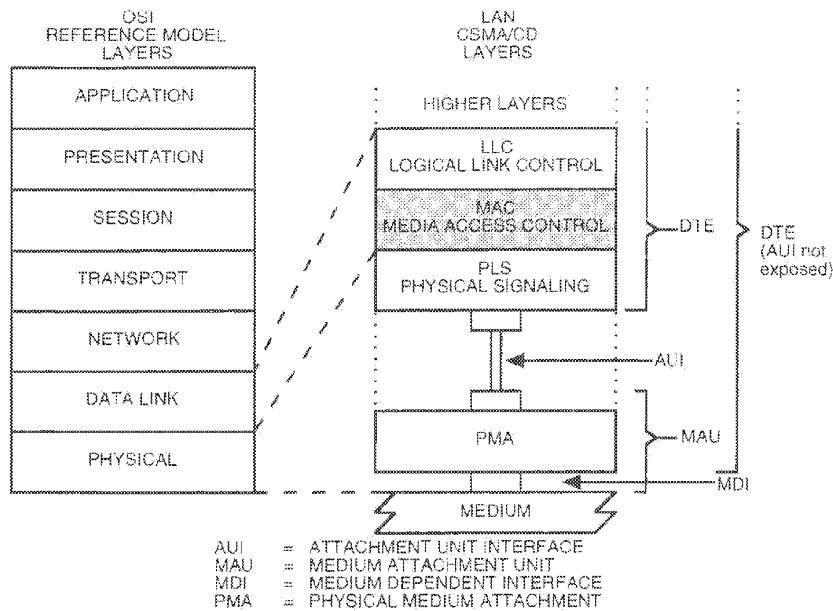 OSI
REFERENCE MODEL
LAYERS
APPLICATION
PRESENTATION
SESSION
TRANSPORT
NETWORK
DATA LINK
PHYSICAL
LAN
CSMA/CD
LAYERS
HIGHER LAYERS
LLC
LOGICAL LINK CONTROL
MAC
MEDIA ACCESS CONTROL
PLS
PHYSICAL SIGNALING
PMA
MEDIUM
DTE
DTE
(AUI not
exposed)
AUI
MAU
MDI
AUI = ATTACHMENT UNIT INTERFACE
MAU = MEDIUM ATTACHMENT UNIT
MDI = MEDIUM DEPENDENT INTERFACE
PMA = PHYSICAL MEDIUM ATTACHMENT